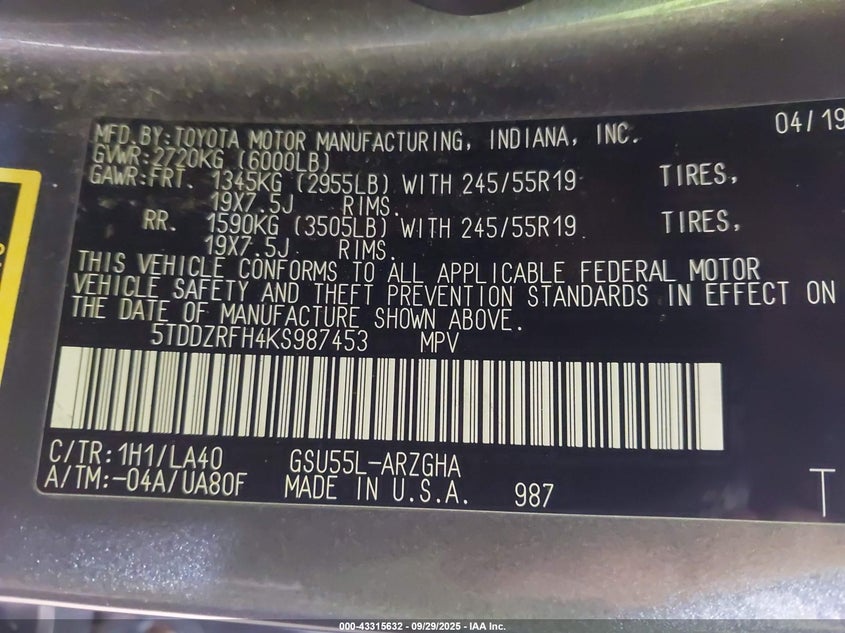 MFD.BY:TOYOTA MOTOR MANUFACTURING, INDIANA, INC. 04/19
GVWR:2720KG (6000LB)
GAWR:FRT. 1345KG (2955LB) WITH 245/55R19 TIRES,
19X7.5J RIMS.
RR. 1590KG (3505LB) WITH 245/55R19 TIRES,
19X7.5J RIMS.
THIS VEHICLE CONFORMS TO ALL APPLICABLE FEDERAL MOTOR
VEHICLE SAFETY AND THEFT PREVENTION STANDARDS IN EFFECT ON
THE DATE OF MANUFACTURE SHOWN ABOVE.
5TDDZRFH4KS987453 MPV
C/TR:1H1/LA40 GSU55L-ARZGHA
A/TM:-04A/UA80F MADE IN U.S.A. 987 T
000-43315632 - 09/29/2025 - IAA Inc.